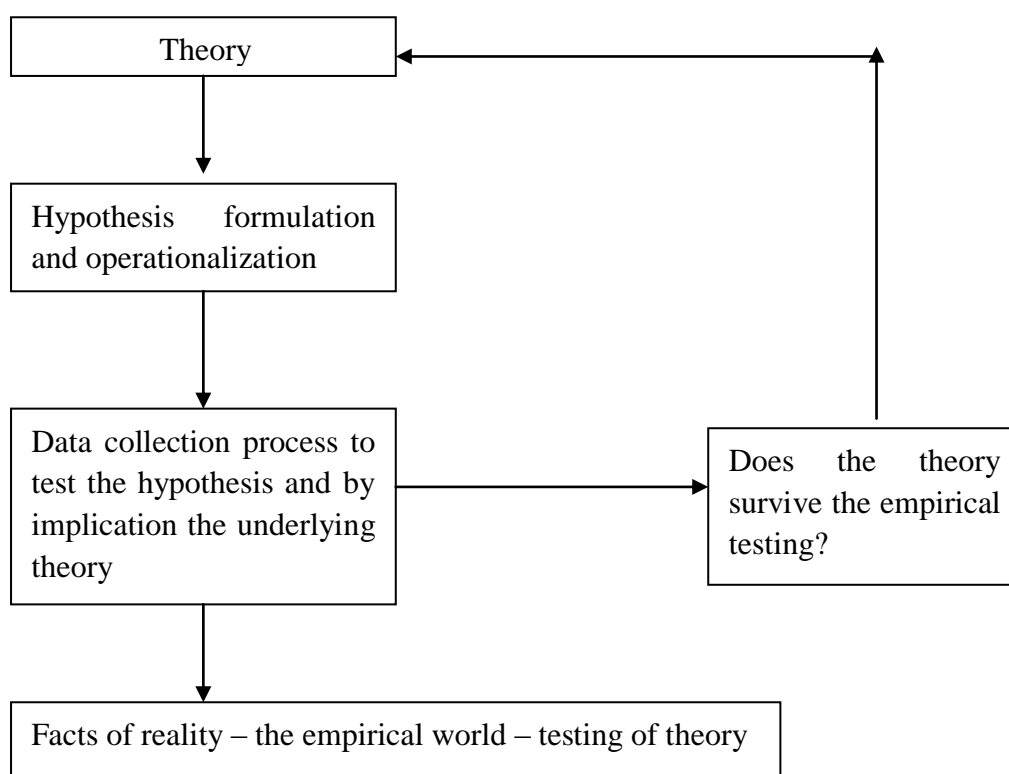 Theory
Hypothesis formulation
and operationalization
Data collection process to
test the hypothesis and by
implication the underlying
theory
Does the theory
survive the empirical
testing?
Facts of reality – the empirical world – testing of theory